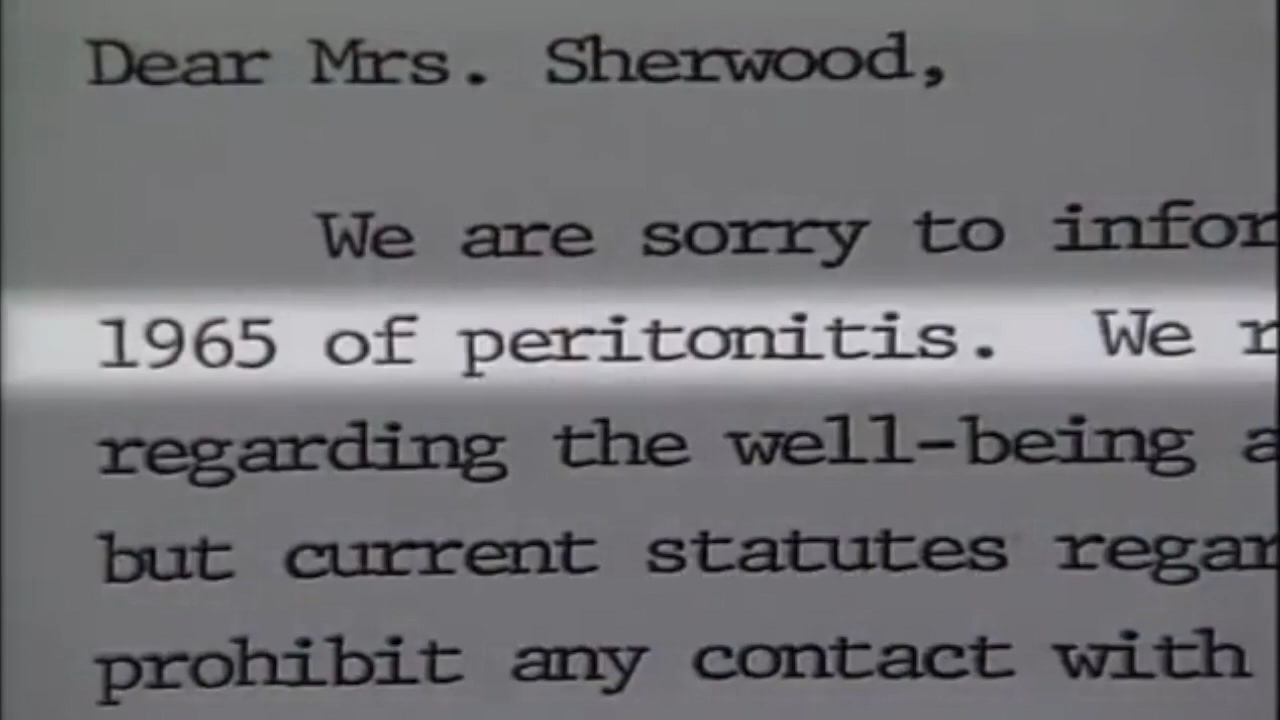 Dear Mrs. Sherwood,
We are sorry to
1965 of peritonitis. We
regarding the well-being
but current statutes
prohibit any contact with